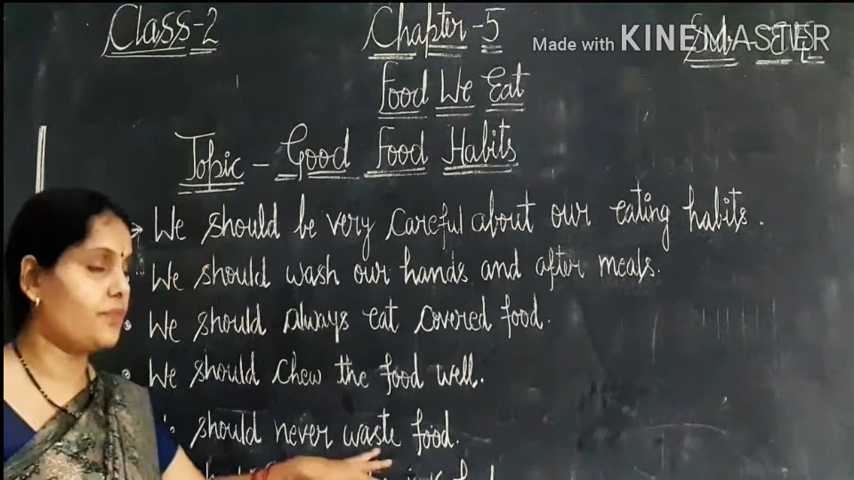 Class-2 Chapter-5
Made with KINEMASTER
Food We Eat
Topic - Good Food Habits
We should be very careful about our eating habits.
We should wash our hands and after meals.
We should always eat covered food.
We should chew the food well.
should never waste food.